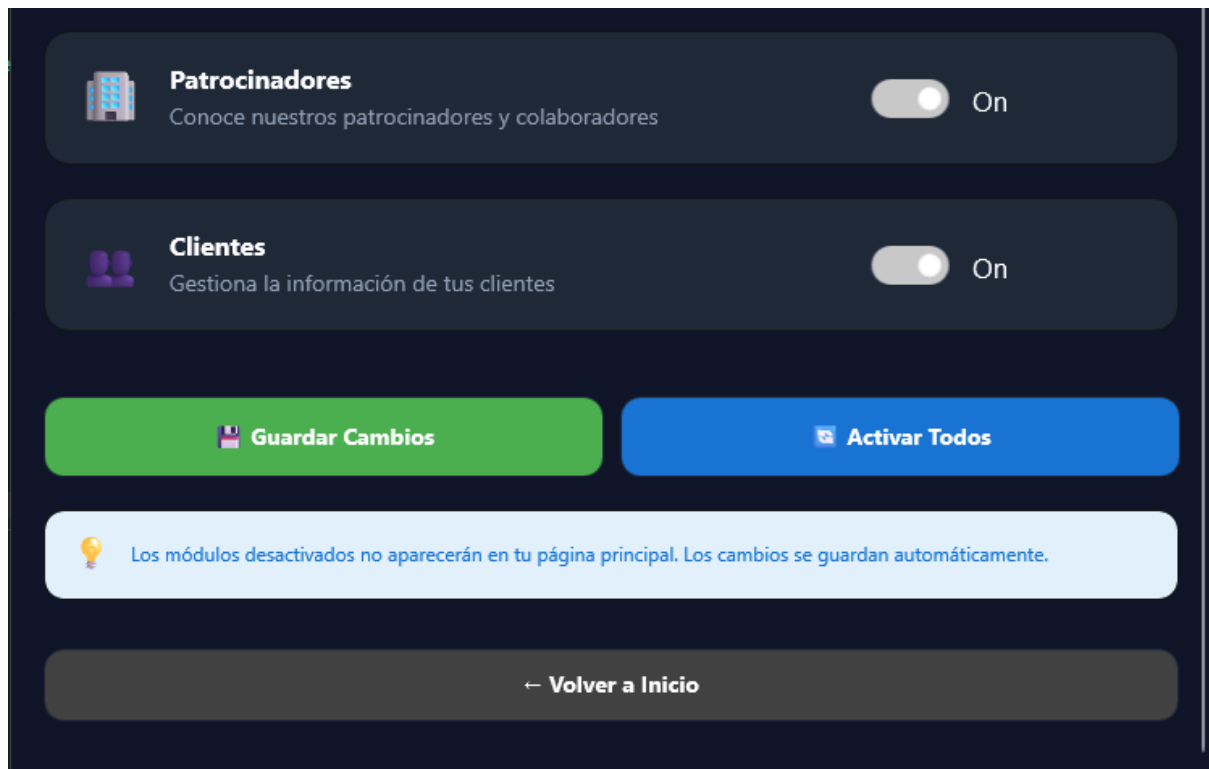 Patrocinadores
Conoce nuestros patrocinadores y colaboradores
On
Clientes
Gestiona la información de tus clientes
On
Guardar Cambios
Activar Todos
Los módulos desactivados no aparecerán en tu página principal. Los cambios se guardan automáticamente.
← Volver a Inicio